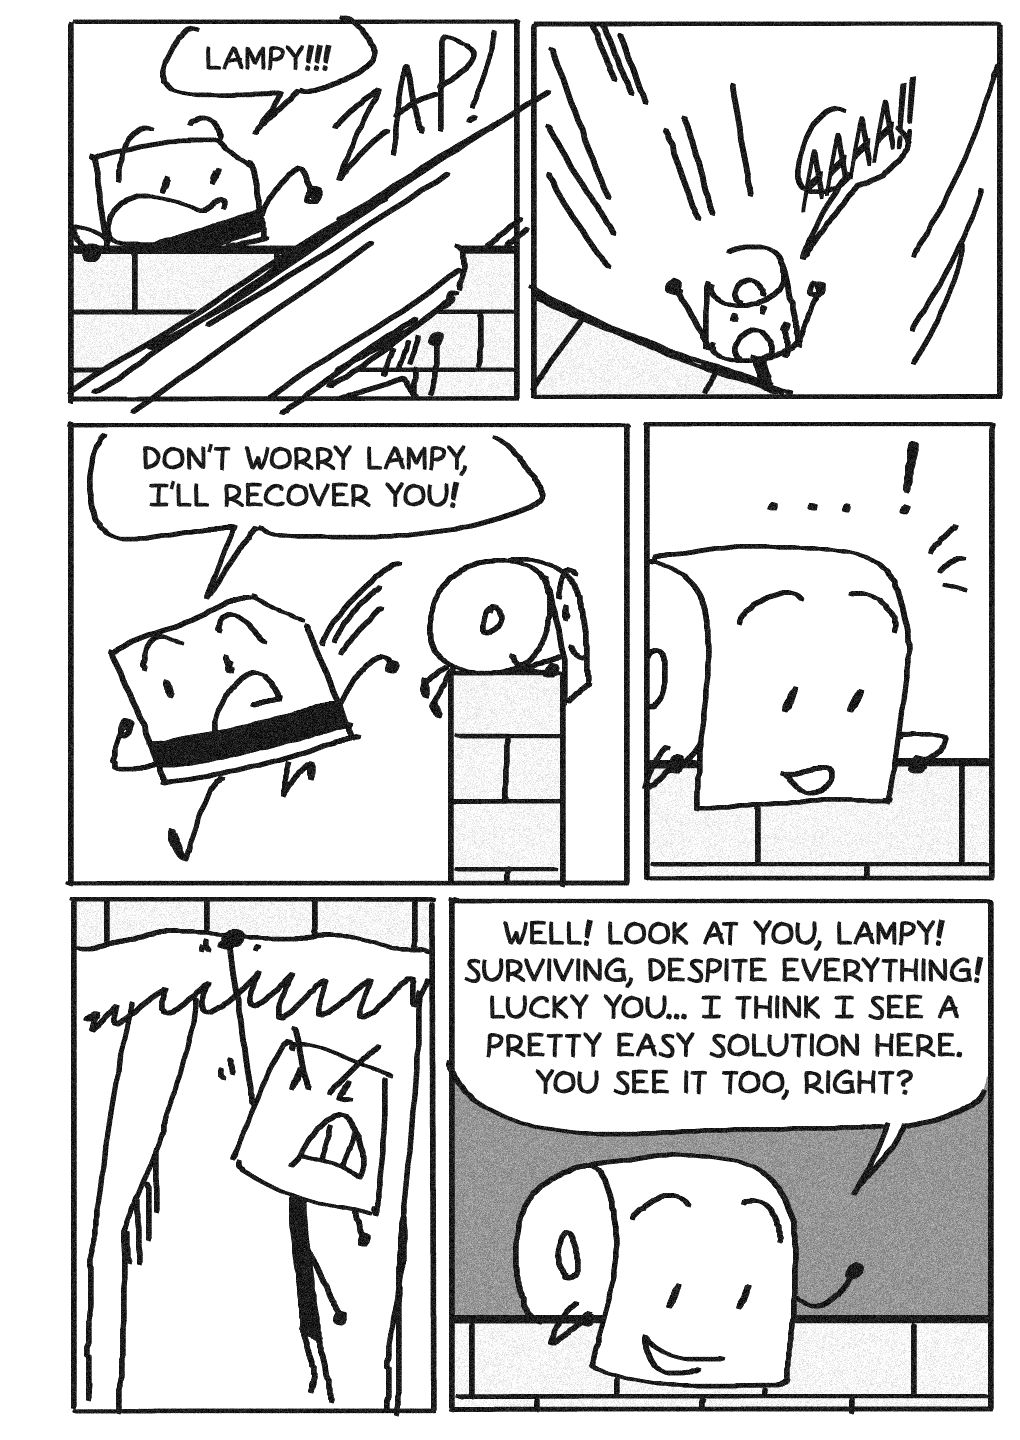 LAMPY!!!
ZAP!
AAAA!!
DON'T WORRY LAMPY,
I'LL RECOVER YOU!
....!
WELL! LOOK AT YOU, LAMPY!
SURVIVING, DESPITE EVERYTHING!
LUCKY YOU... I THINK I SEE A
PRETTY EASY SOLUTION HERE.
YOU SEE IT TOO, RIGHT?